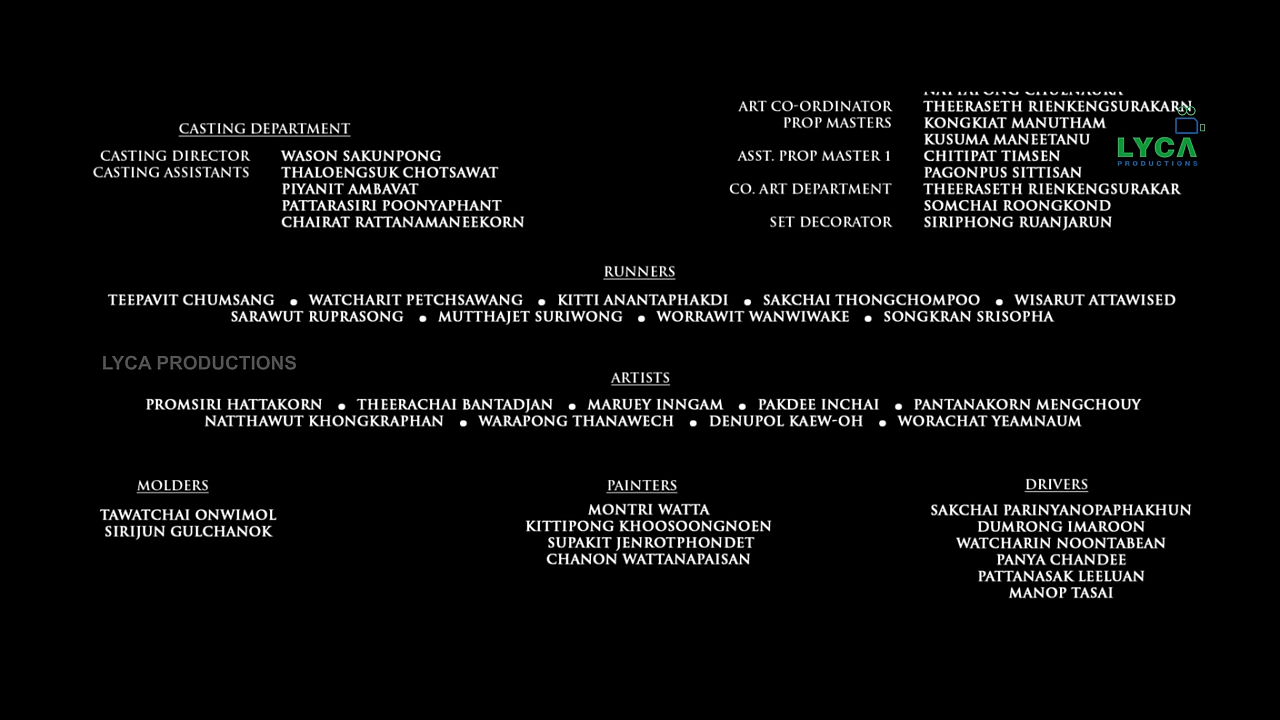 CASTING DEPARTMENT
CASTING DIRECTOR WASON SAKUNPONG
CASTING ASSISTANTS THALOENGSUK CHOTSAWAT
PIYANIT AMBAVAT
PATTARASIRI POONYAPHANT
CHAIRAT RATTANAMANEEKORN
ART CO-ORDINATOR THEERASETH RIENKENGSURAKARN
PROP MASTERS KONGKIAT MANUTHAM
KUSUMA MANEETANU
ASST. PROP MASTER 1 CHITIPAT TIMSEN
PAGONPUS SITTISAN
CO. ART DEPARTMENT THEERASETH RIENKENGSURAKAR
SOMCHAI ROONGKOND
SET DECORATOR SIRIPHONG RUANJARUN
LYCA
PRODUCTIONS
RUNNERS
TEEPAVIT CHUMSANG • WATCHARIT PETCHSAWANG • KITTI ANANTAPHAKDI • SAKCHAI THONGCHOMPOO • WISARUT ATTAWISED
SARAWUT RUPRASONG • MUTTHAJET SURIWONG • WORRAWIT WANWIWAKE • SONGKRAN SRISOPHA
LYCA PRODUCTIONS
ARTISTS
PROMSIRI HATTAKORN • THEERACHAI BANTADJAN • MARUEY INNGAM • PAKDEE INCHAI • PANTANAKORN MENGCHOUY
NATTHAWUT KHONGKRAPHAN • WARAPONG THANAWECH • DENUPOL KAEW-OH • WORACHAT YEAMNAUM
MOLDERS
TAWATCHAI ONWIMOL
SIRIJUN GULCHANOK
PAINTERS
MONTRI WATTA
KITTIPONG KHOOSOONGNOEN
SUPAKIT JENROTPHONDET
CHANON WATTANAPAISAN
DRIVERS
SAKCHAI PARINYANOPAPHAKHUN
DUMRONG IMAROON
WATCHARIN NOONTABEAN
PANYA CHANDEE
PATTANASAK LEELUAN
MANOP TASAI